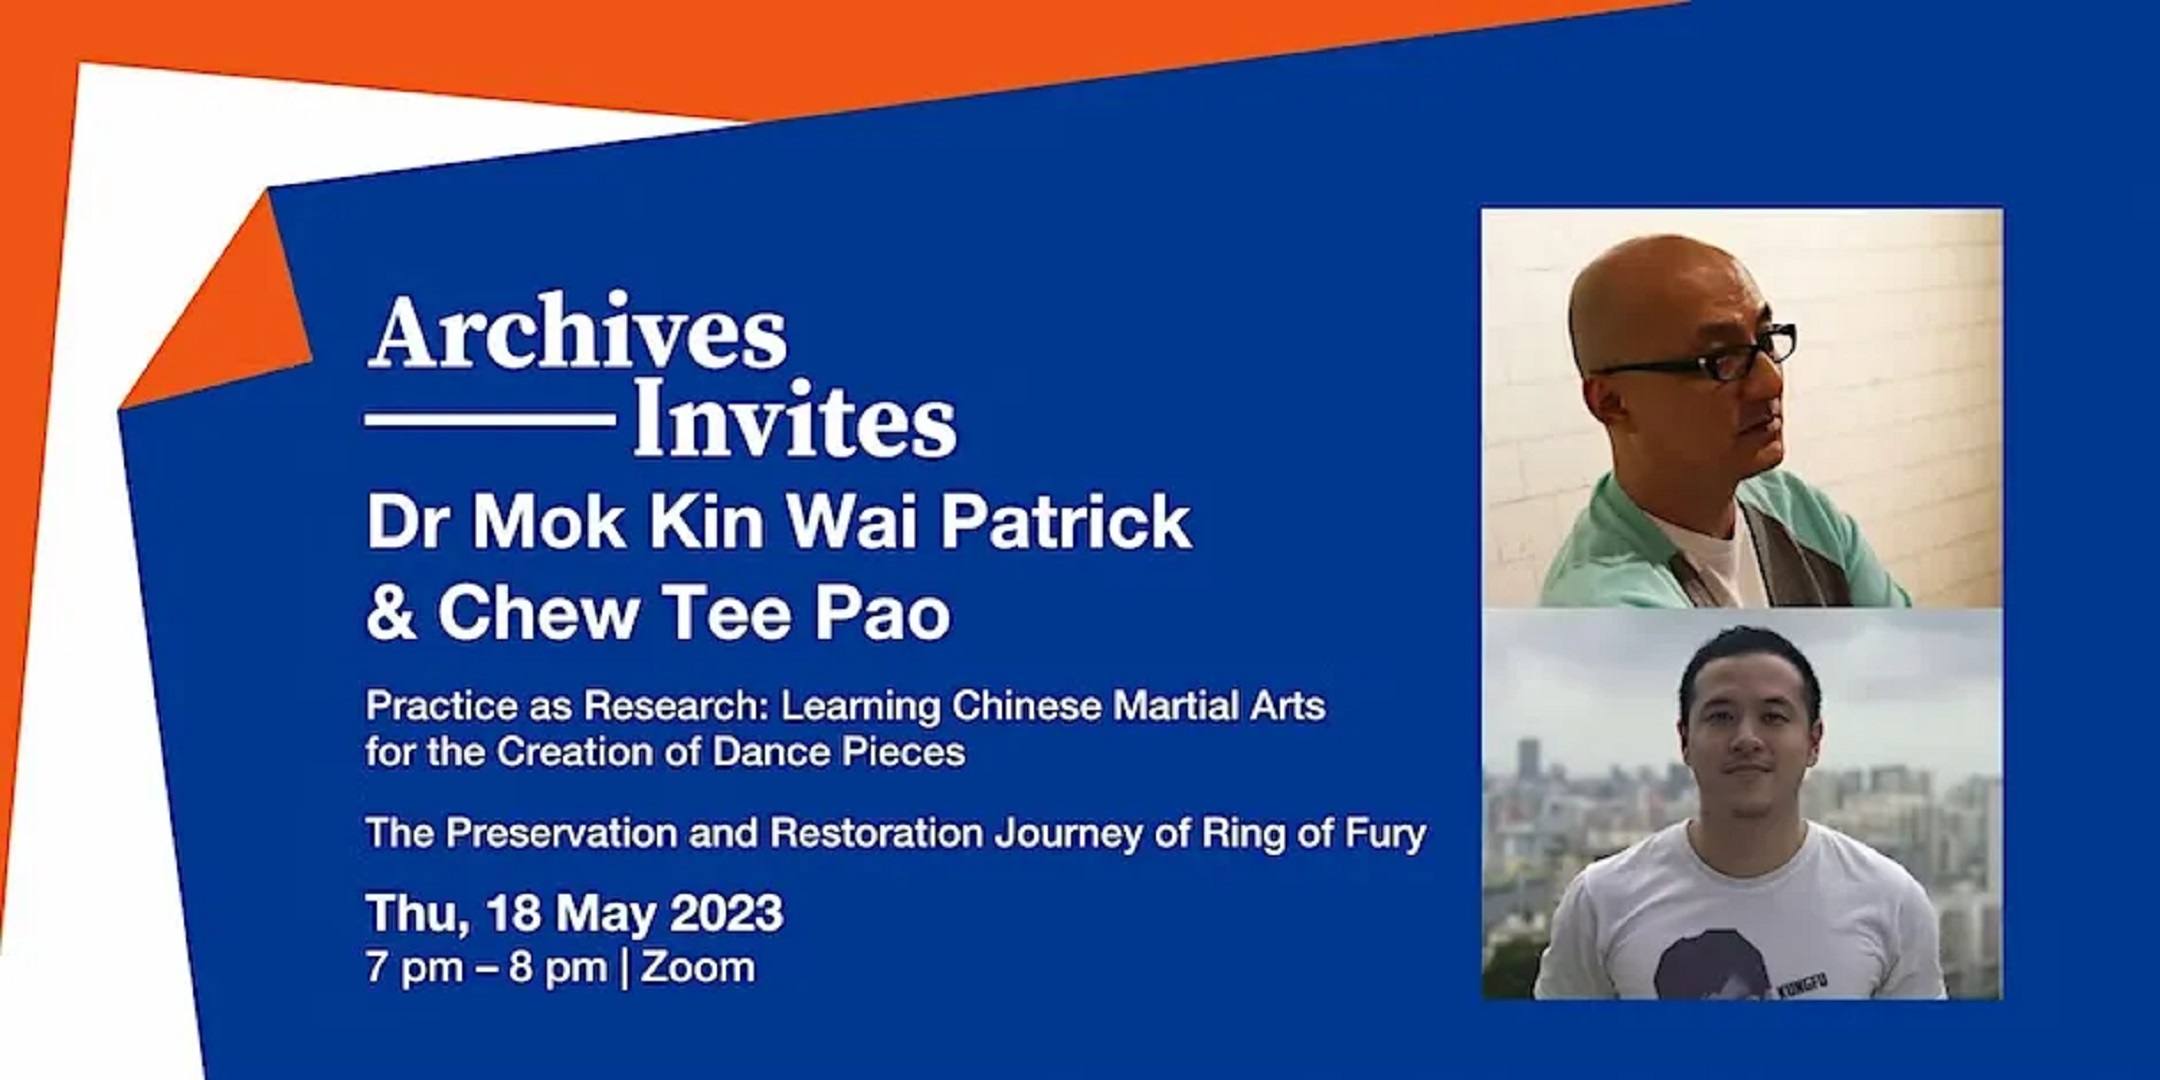 Archives
Invites
Dr Mok Kin Wai Patrick
& Chew Tee Pao
Practice as Research: Learning Chinese Martial Arts
for the Creation of Dance Pieces
The Preservation and Restoration Journey of Ring of Fury
Thu, 18 May 2023
7 pm – 8 pm | Zoom
KUNGFU